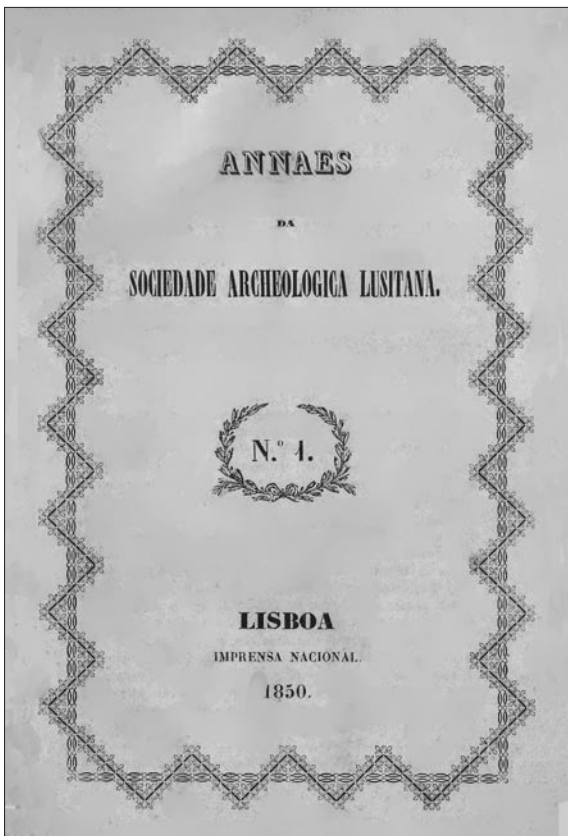 ANNAES
DA
SOCIEDADE ARCHEOLOGICA LUSITANA.
N.º 1.
LISBOA
IMPRENSA NACIONAL.
1850.